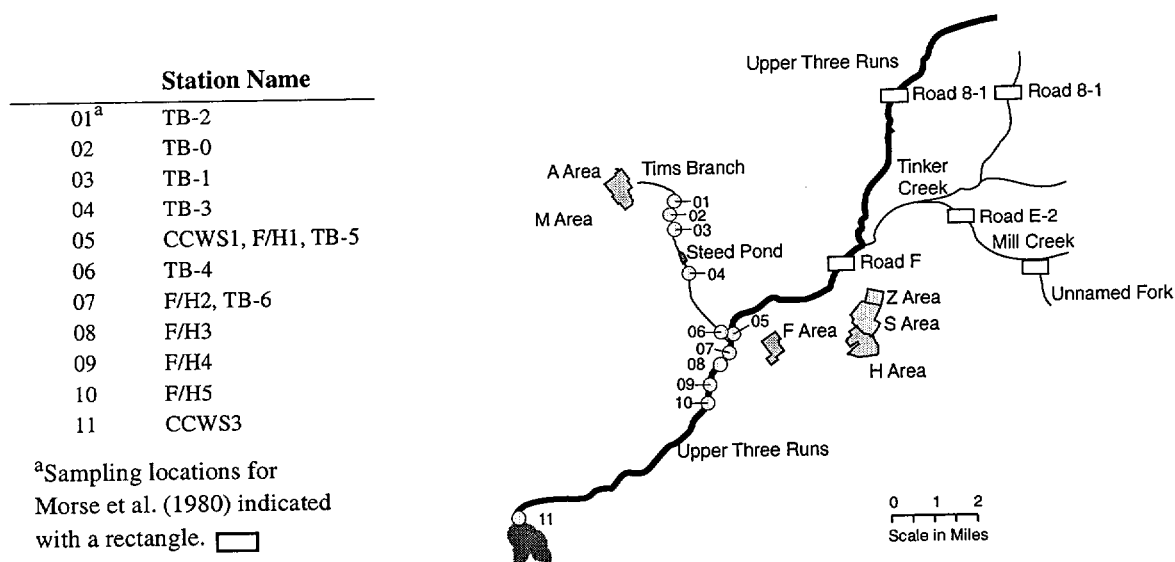 Station Name
01a TB-2
02 TB-0
03 TB-1
04 TB-3
05 CCWS1, F/H1, TB-5
06 TB-4
07 F/H2, TB-6
08 F/H3
09 F/H4
10 F/H5
11 CCWS3
aSampling locations for
Morse et al. (1980) indicated
with a rectangle.
Upper Three Runs
Road 8-1
Road 8-1
A Area
Tims Branch
Tinker
Creek
M Area
01
02
03
Road E-2
Mill Creek
Steed Pond
04
Road F
Unnamed Fork
Z Area
S Area
H Area
05
06
F Area
07
08
09
10
Upper Three Runs
11
0 1 2
Scale in Miles